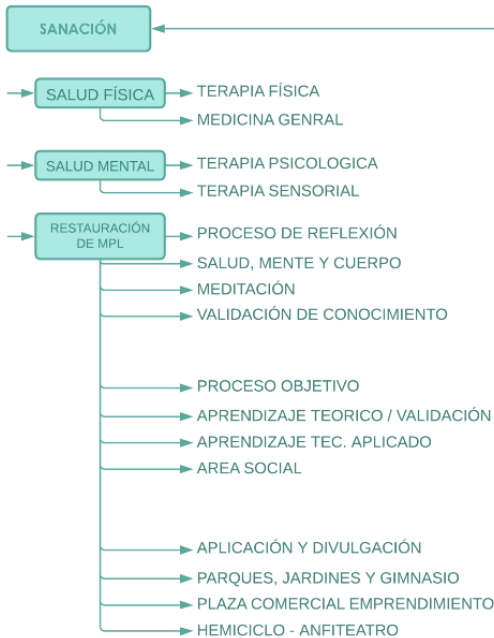 SANACIÓN
SALUD FÍSICA
TERAPIA FÍSICA
MEDICINA GENRAL
SALUD MENTAL
TERAPIA PSICOLOGICA
TERAPIA SENSORIAL
RESTAURACIÓN
DE MPL
PROCESO DE REFLEXIÓN
SALUD, MENTE Y CUERPO
MEDITACIÓN
VALIDACIÓN DE CONOCIMIENTO
PROCESO OBJETIVO
APRENDIZAJE TEORICO / VALIDACIÓN
APRENDIZAJE TEC. APLICADO
AREA SOCIAL
APLICACIÓN Y DIVULGACIÓN
PARQUES, JARDINES Y GIMNASIO
PLAZA COMERCIAL EMPRENDIMIENTO
HEMICICLO - ANFITEATRO